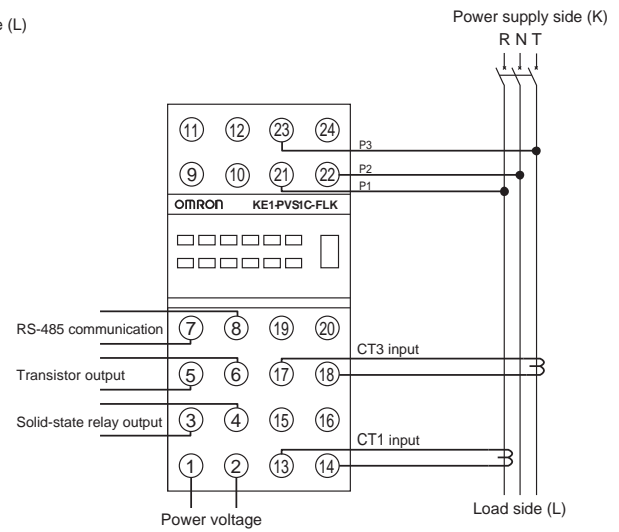 e (L)
Power supply side (K)
R N T
11 12 23 24
P3
9 10 21 22
P2
P1
OMRON KE1-PVS1C-FLK
RS-485 communication
7 8 19 20
CT3 input
Transistor output
5 6 17 18
Solid-state relay output
3 4 15 16
CT1 input
1 2 13 14
Power voltage
Load side (L)